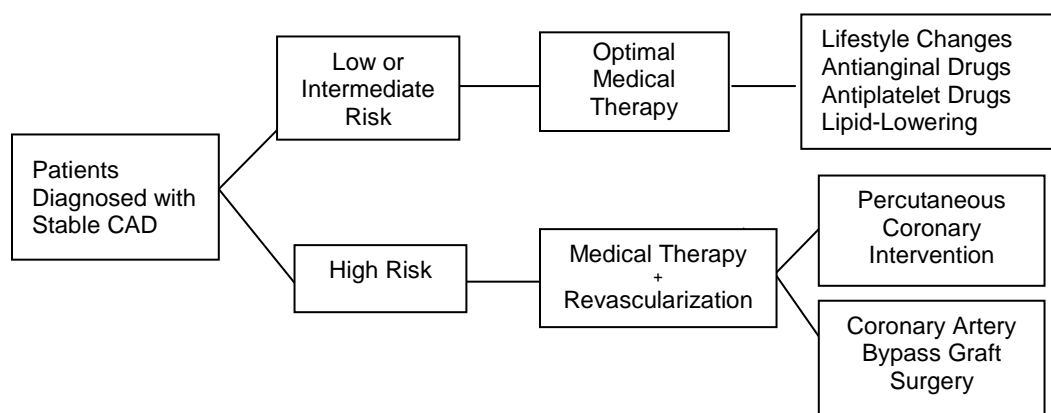 Patients
Diagnosed with
Stable CAD
Low or
Intermediate
Risk
Optimal
Medical
Therapy
Lifestyle Changes
Antianginal Drugs
Antiplatelet Drugs
Lipid-Lowering
High Risk
Medical Therapy
+
Revascularization
Percutaneous
Coronary
Intervention
Coronary Artery
Bypass Graft
Surgery